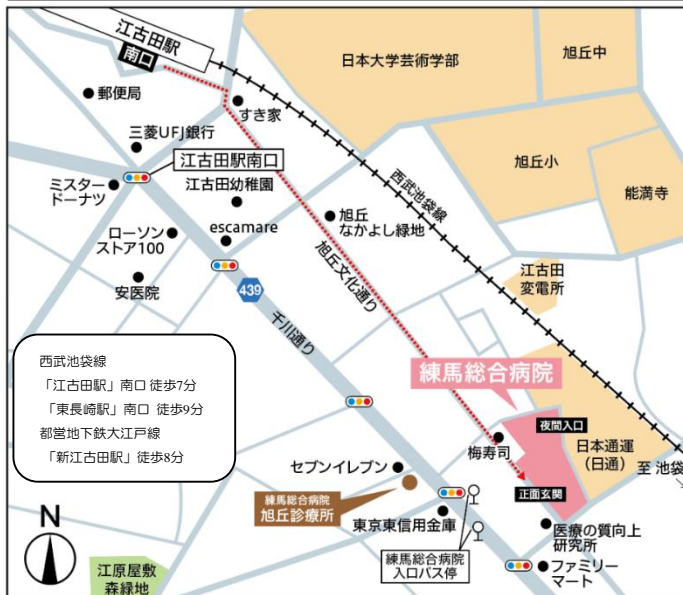 江古田駅
南口
郵便局
すき家
三菱UFJ銀行
江古田駅南口
ミスター
ドーナツ
江古田幼稚園
ローソン
ストア100
escamare
安医院
439
千川通り
旭丘文化通り
旭丘
なかよし緑地
西武池袋線
日本大学芸術学部
旭丘中
旭丘小
能満寺
江古田
変電所
西武池袋線
「江古田駅」南口 徒歩7分
「東長崎駅」南口 徒歩9分
都営地下鉄大江戸線
「新江古田駅」徒歩8分
練馬総合病院
夜間入口
日本通運
(日通)
至 池袋
梅寿司
正面玄関
セブンイレブン
練馬総合病院
旭丘診療所
東京東信用金庫
医療の質向上
研究所
練馬総合病院
入口バス停
ファミリー
マート
N
江原屋敷
森緑地